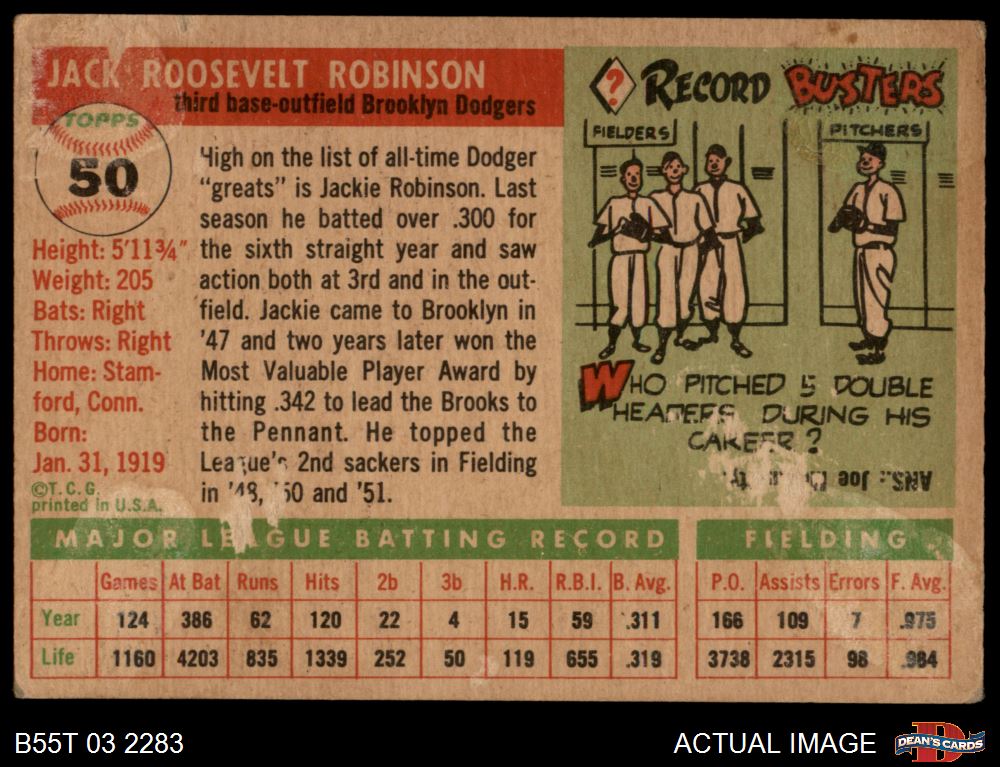 JACK ROOSEVELT ROBINSON
third base-outfield Brooklyn Dodgers
TOPPS
50
Height: 5'11¾"
Weight: 205
Bats: Right
Throws: Right
Home: Stam-
ford, Conn.
Born:
Jan. 31, 1919
©T.C.G.
printed in U.S.A.
High on the list of all-time Dodger
"greats" is Jackie Robinson. Last
season he batted over .300 for
the sixth straight year and saw
action both at 3rd and in the out-
field. Jackie came to Brooklyn in
'47 and two years later won the
Most Valuable Player Award by
hitting .342 to lead the Brooks to
the Pennant. He topped the
League's 2nd sackers in Fielding
in '48, '50 and '51.
? RECORD BUSTERS
FIELDERS
PITCHERS
WHO PITCHED 5 DOUBLE
HEADERS DURING HIS
CAREER?
ANS.: Joe
MAJOR LEAGUE BATTING RECORD
FIELDING
Games At Bat Runs Hits 2b 3b H.R. R.B.I. B. Avg. P.O. Assists Errors F. Avg.
Year 124 386 62 120 22 4 15 59 .311 166 109 7 .975
Life 1160 4203 835 1339 252 50 119 655 .319 3738 2315 98 .984
B55T 03 2283
ACTUAL IMAGE
D
DEAN'S CARDS